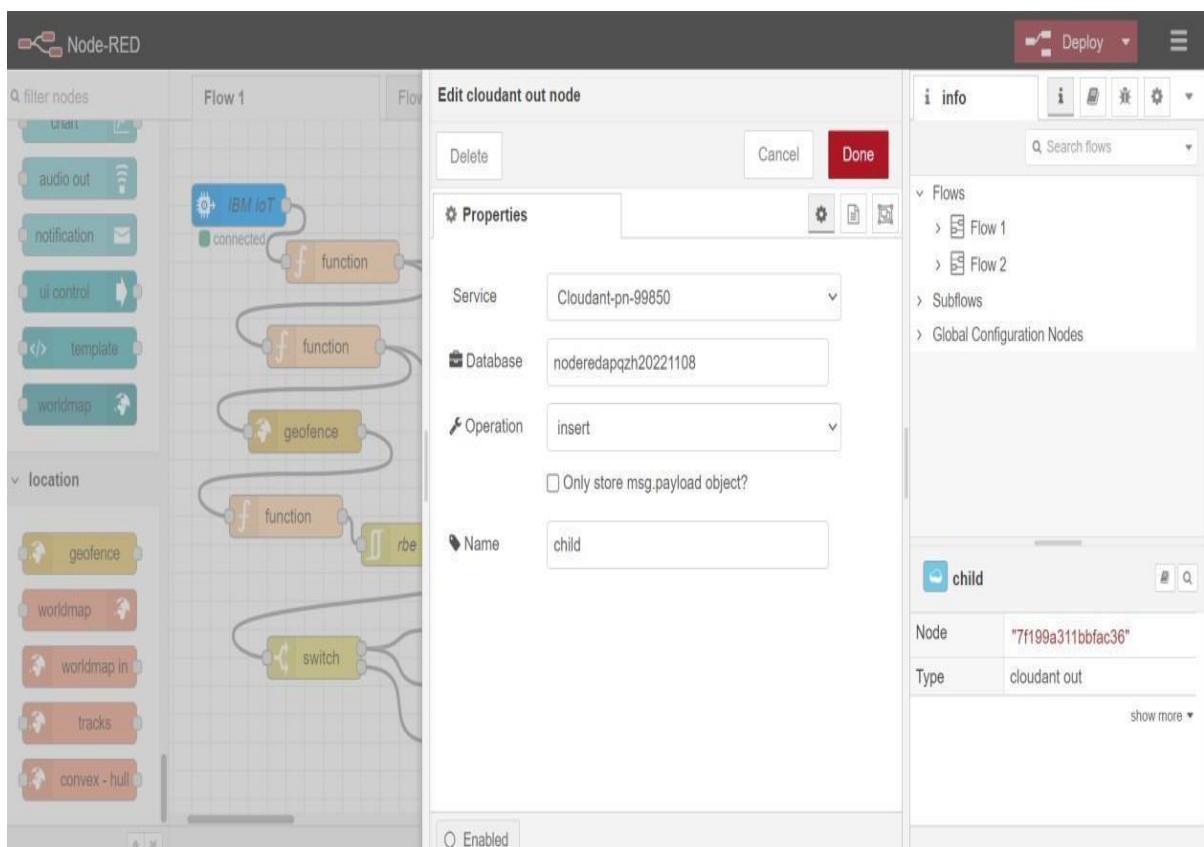 Node-RED
Deploy
filter nodes
chart
audio out
notification
ui control
template
worldmap
location
geofence
worldmap
worldmap in
tracks
convex - hull
Flow 1
Flow
IBM IoT
connected
function
function
geofence
function
rbe
switch
Edit cloudant out node
Delete
Cancel
Done
Properties
Service
Cloudant-pn-99850
Database
noderedapqzh20221108
Operation
insert
Only store msg.payload object?
Name
child
Enabled
i info
i
Search flows
Flows
Flow 1
Flow 2
Subflows
Global Configuration Nodes
child
Node
"7f199a311bbfac36"
Type
cloudant out
show more